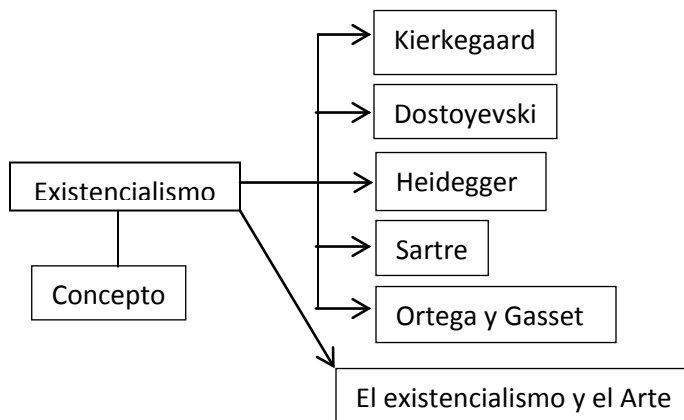 Kierkegaard
Dostoyevski
Existencialismo
Heidegger
Sartre
Concepto
Ortega y Gasset
El existencialismo y el Arte